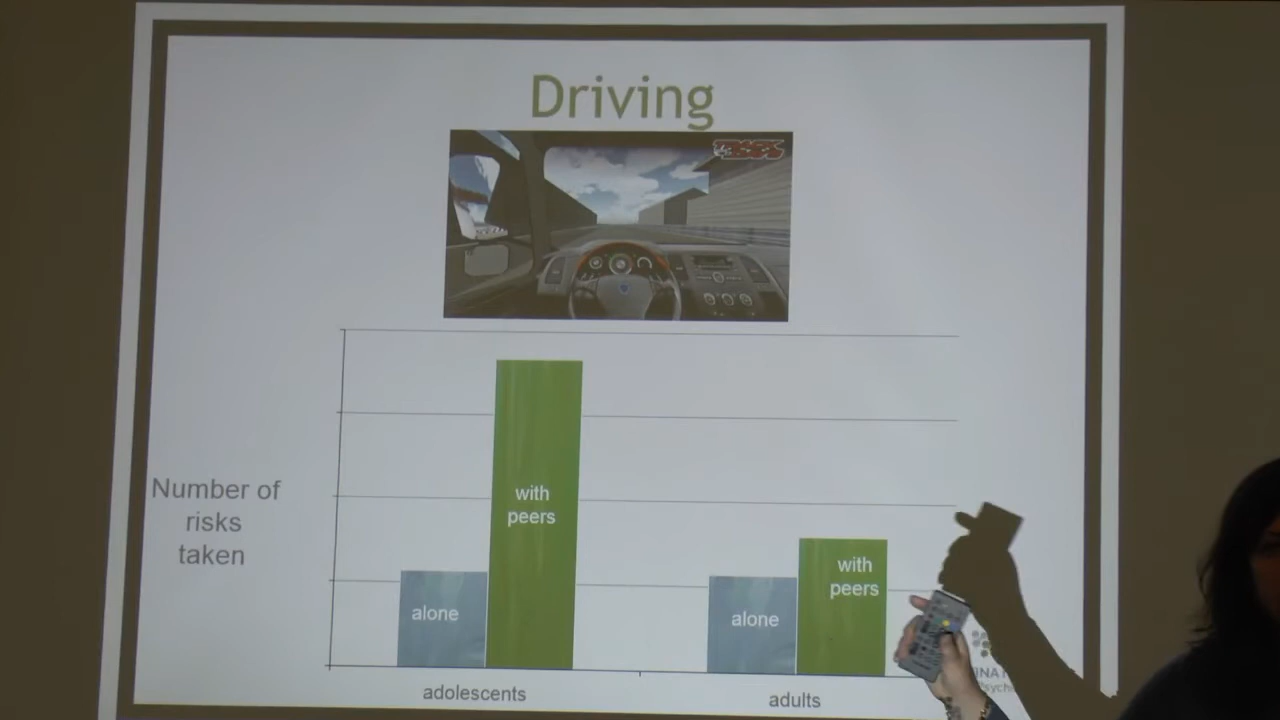 Driving
Number of
risks
taken
alone
with
peers
alone
with
peers
adolescents
adults